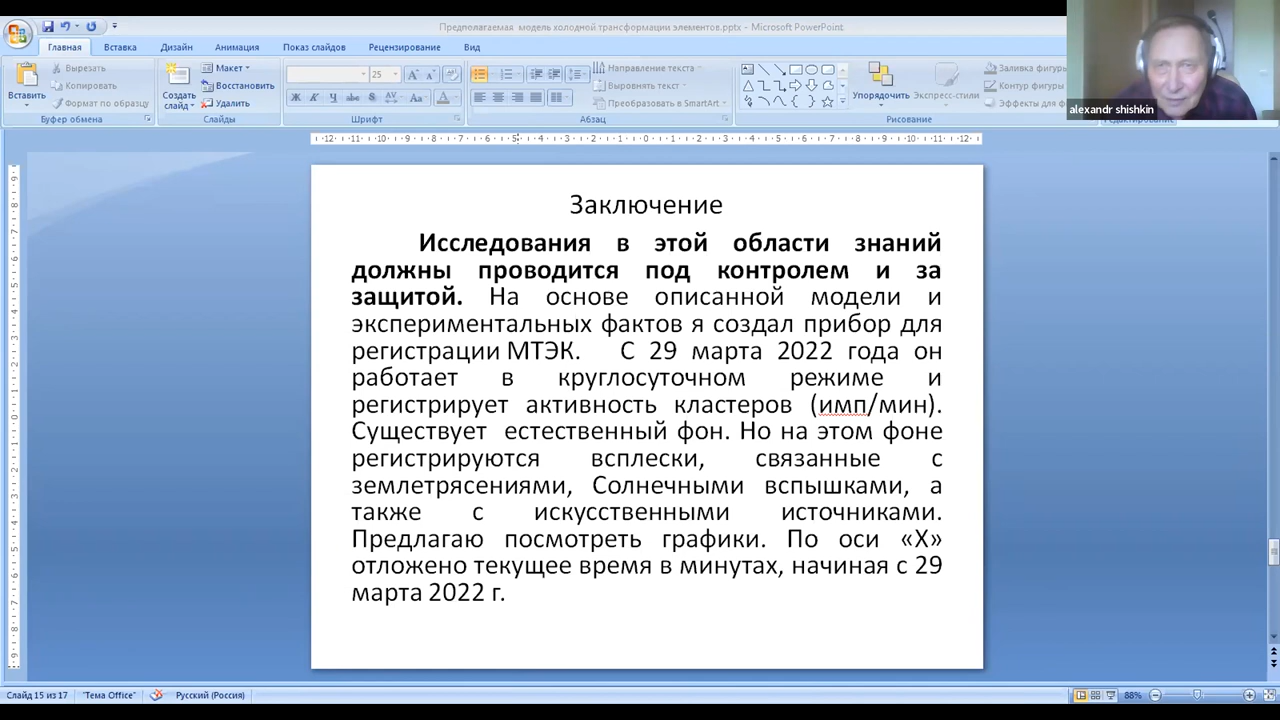 Предполагаемая модель холодной трансформации элементов.pptx - Microsoft PowerPoint
Главная Вставка Дизайн Анимация Показ слайдов Рецензирование Вид
Вставить
Вырезать
Копировать
Формат по образцу
Буфер обмена
Создать слайд
Макет
Восстановить
Удалить
Слайды
25
Шрифт
Направление текста
Выровнять текст
Преобразовать в SmartArt
Абзац
Упорядочить
Экспресс-стили
Заливка фигуры
Контур фигуры
Эффекты для
Рисование
alexandr shishkin
Заключение
Исследования в этой области знаний
должны проводится под контролем и за
защитой. На основе описанной модели и
экспериментальных фактов я создал прибор для
регистрации МТЭК. С 29 марта 2022 года он
работает в круглосуточном режиме и
регистрирует активность кластеров (имп/мин).
Существует естественный фон. Но на этом фоне
регистрируются всплески, связанные с
землетрясениями, Солнечными вспышками, а
также с искусственными источниками.
Предлагаю посмотреть графики. По оси «Х»
отложено текущее время в минутах, начиная с 29
марта 2022 г.
Слайд 15 из 17 "Тема Office" Русский (Россия) 88%